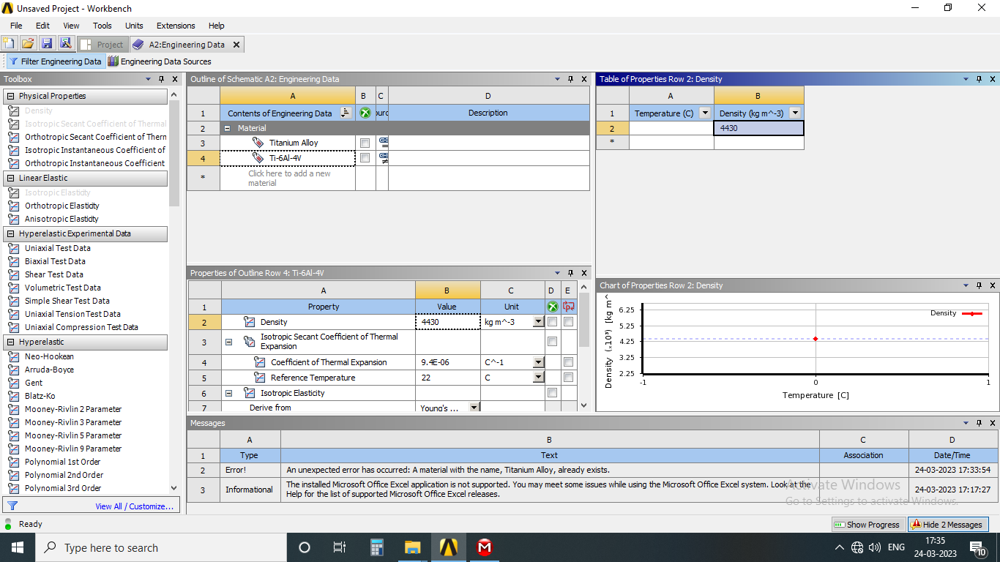 Unsaved Project - Workbench
File Edit View Tools Units Extensions Help
Project A2:Engineering Data
Filter Engineering Data Engineering Data Sources
Toolbox
Physical Properties
Density
Isotropic Secant Coefficient of Thermal
Orthotropic Secant Coefficient of Therm
Isotropic Instantaneous Coefficient of
Orthotropic Instantaneous Coefficient
Linear Elastic
Isotropic Elasticity
Orthotropic Elasticity
Anisotropic Elasticity
Hyperelastic Experimental Data
Uniaxial Test Data
Biaxial Test Data
Shear Test Data
Volumetric Test Data
Simple Shear Test Data
Uniaxial Tension Test Data
Uniaxial Compression Test Data
Hyperelastic
Neo-Hookean
Arruda-Boyce
Gent
Blatz-Ko
Mooney-Rivlin 2 Parameter
Mooney-Rivlin 3 Parameter
Mooney-Rivlin 5 Parameter
Mooney-Rivlin 9 Parameter
Polynomial 1st Order
Polynomial 2nd Order
Polynomial 3rd Order
View All / Customize...
Outline of Schematic A2: Engineering Data
A B C D
1 Contents of Engineering Data Description
2 Material
3 Titanium Alloy
4 Ti-6Al-4V
* Click here to add a new
material
Properties of Outline Row 4: Ti-6Al-4V
A B C D E
1 Property Value Unit
2 Density 4430 kg m^-3
3 Isotropic Secant Coefficient of Thermal
Expansion
4 Coefficient of Thermal Expansion 9.4E-06 C^-1
5 Reference Temperature 22 C
6 Isotropic Elasticity
7 Derive from Young's ...
Table of Properties Row 2: Density
A B
1 Temperature (C) Density (kg m^-3)
2 4430
*
Chart of Properties Row 2: Density
Density (x10³) [kg m^
6.25
5.25
4.25
3.25
2.25
-1 0 1
Density
Temperature [C]
Messages
A B C D
1 Type Text Association Date/Time
2 Error! An unexpected error has occurred: A material with the name, Titanium Alloy, already exists. 24-03-2023 17:33:54
3 Informational The installed Microsoft Office Excel application is not supported. You may meet some issues while using the Microsoft Office Excel system. Look at the
Help for the list of supported Microsoft Office Excel releases. 24-03-2023 17:17:27
Activate Windows
Go to Settings to activate Windows.
Ready Show Progress Hide 2 Messages
Type here to search
ENG
17:35
24-03-2023
10